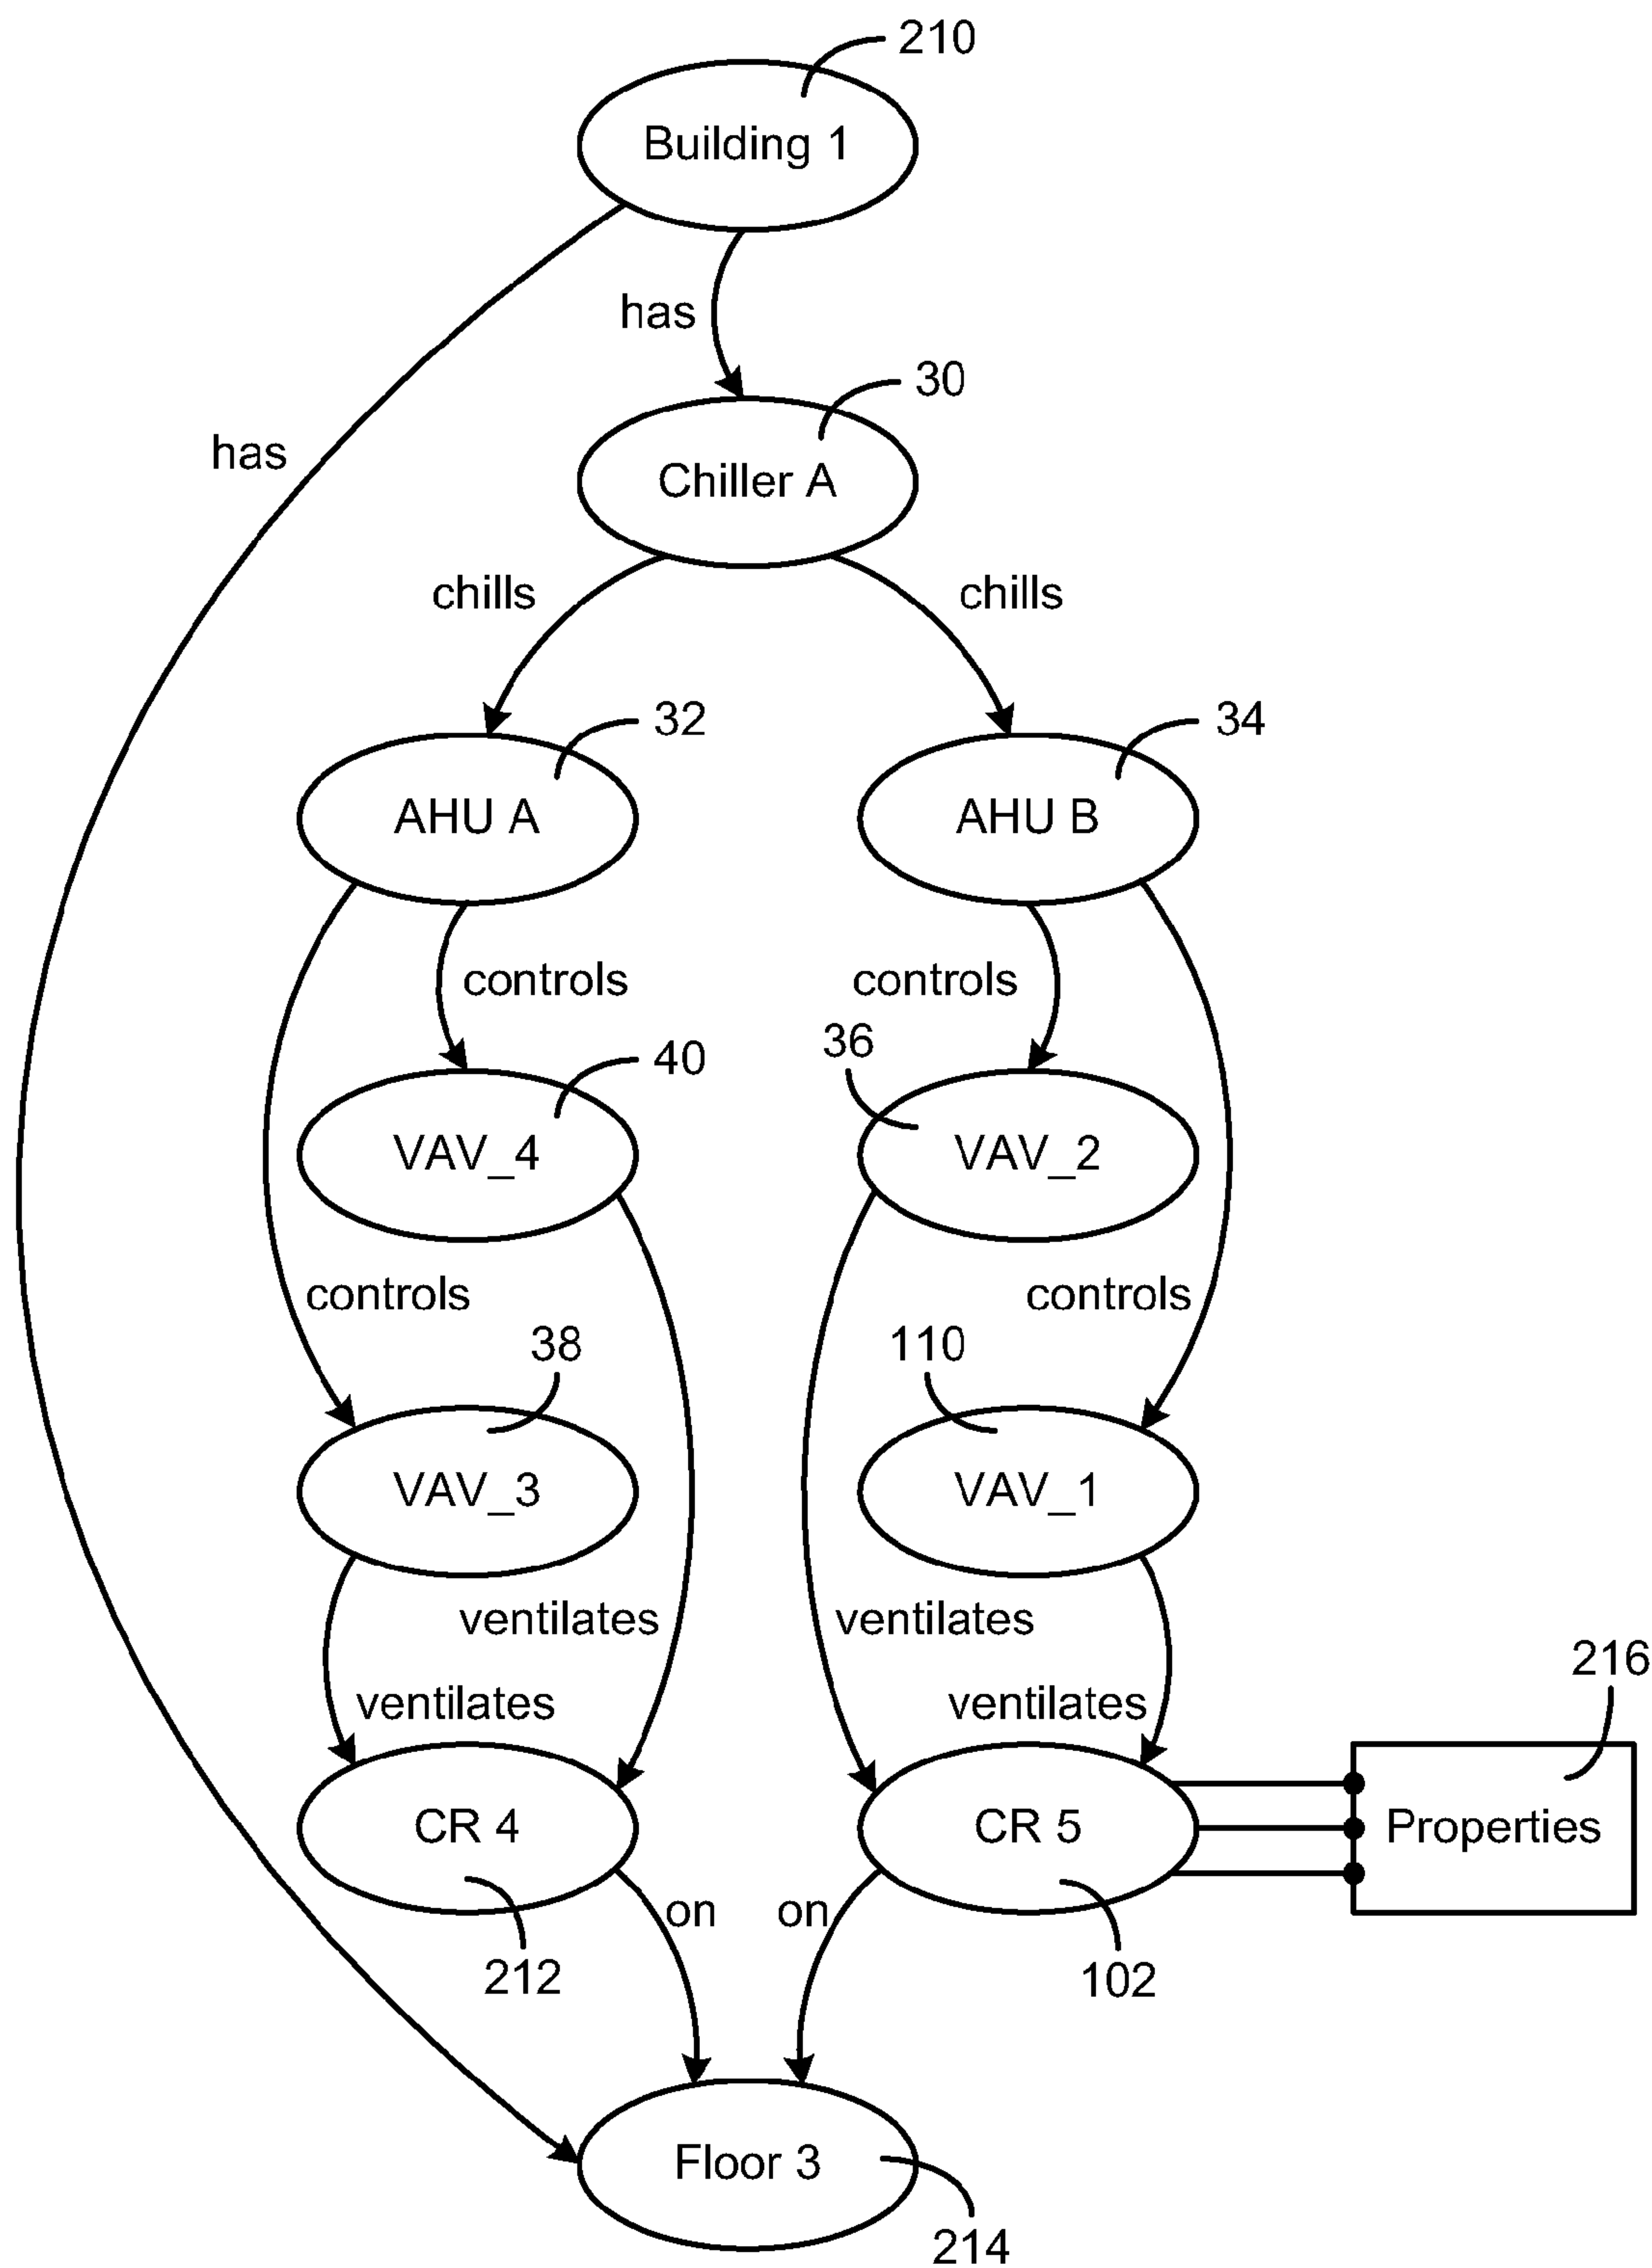 210
Building 1
has
30
has
Chiller A
chills
chills
32
34
AHU A
AHU B
controls
controls
40
36
VAV_4
VAV_2
controls
controls
38
110
VAV_3
VAV_1
ventilates
ventilates
216
ventilates
ventilates
CR 4
CR 5
Properties
on
on
212
102
Floor 3
214